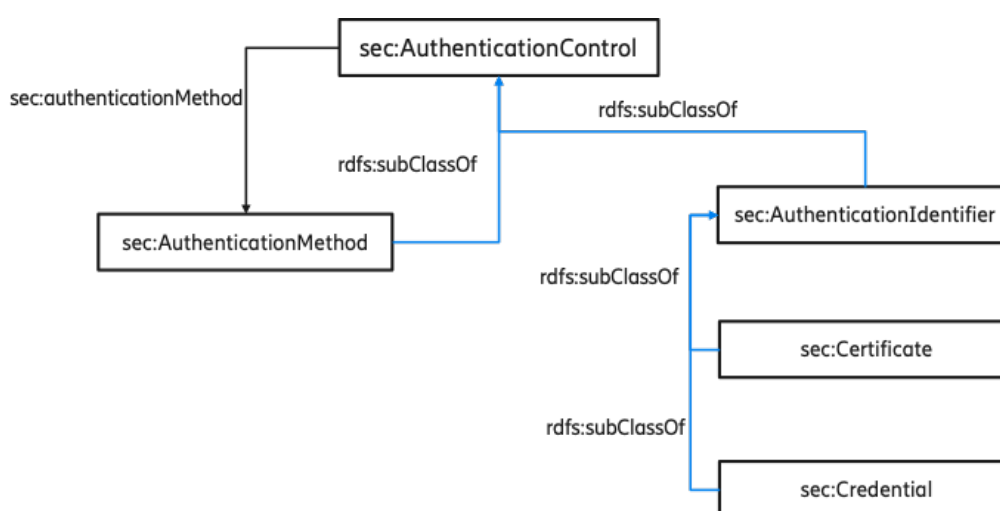 sec:AuthenticationControl
sec:authenticationMethod
rdfs:subClassOf
rdfs:subClassOf
sec:AuthenticationIdentifier
sec:AuthenticationMethod
rdfs:subClassOf
sec:Certificate
rdfs:subClassOf
sec:Credential